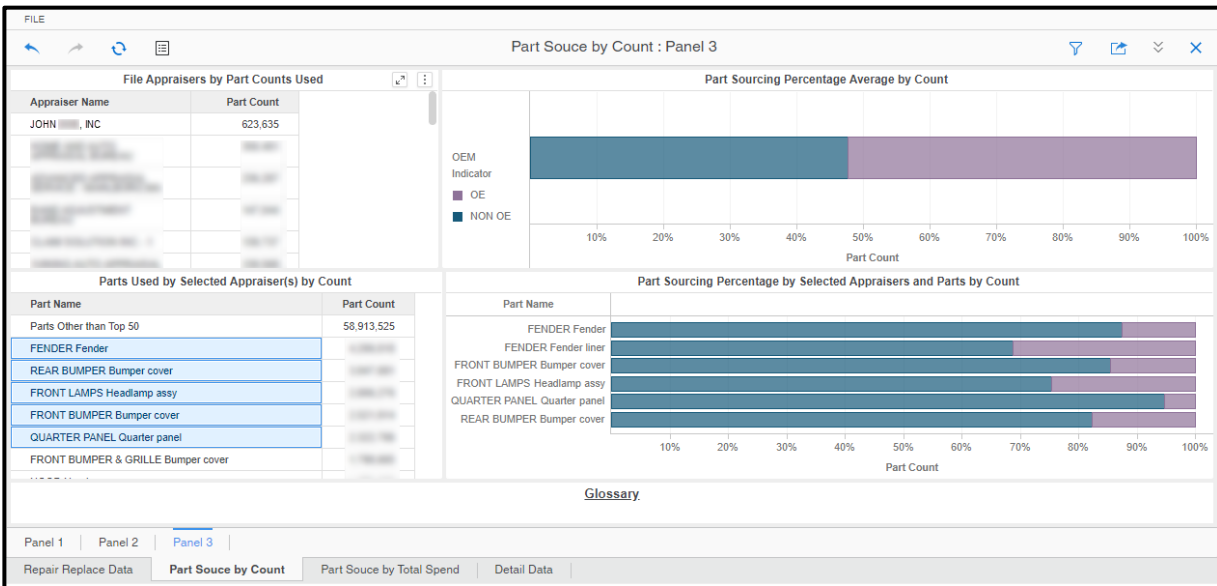 FILE
Part Souce by Count : Panel 3
File Appraisers by Part Counts Used
Appraiser Name Part Count
JOHN , INC 623,635
Part Sourcing Percentage Average by Count
OEM
Indicator
OE
NON OE
10% 20% 30% 40% 50% 60% 70% 80% 90% 100%
Part Count
Parts Used by Selected Appraiser(s) by Count
Part Name Part Count
Parts Other than Top 50 58,913,525
FENDER Fender
REAR BUMPER Bumper cover
FRONT LAMPS Headlamp assy
FRONT BUMPER Bumper cover
QUARTER PANEL Quarter panel
FRONT BUMPER & GRILLE Bumper cover
Part Sourcing Percentage by Selected Appraisers and Parts by Count
Part Name
FENDER Fender
FENDER Fender liner
FRONT BUMPER Bumper cover
FRONT LAMPS Headlamp assy
QUARTER PANEL Quarter panel
REAR BUMPER Bumper cover
10% 20% 30% 40% 50% 60% 70% 80% 90% 100%
Part Count
Glossary
Panel 1 Panel 2 Panel 3
Repair Replace Data Part Souce by Count Part Souce by Total Spend Detail Data